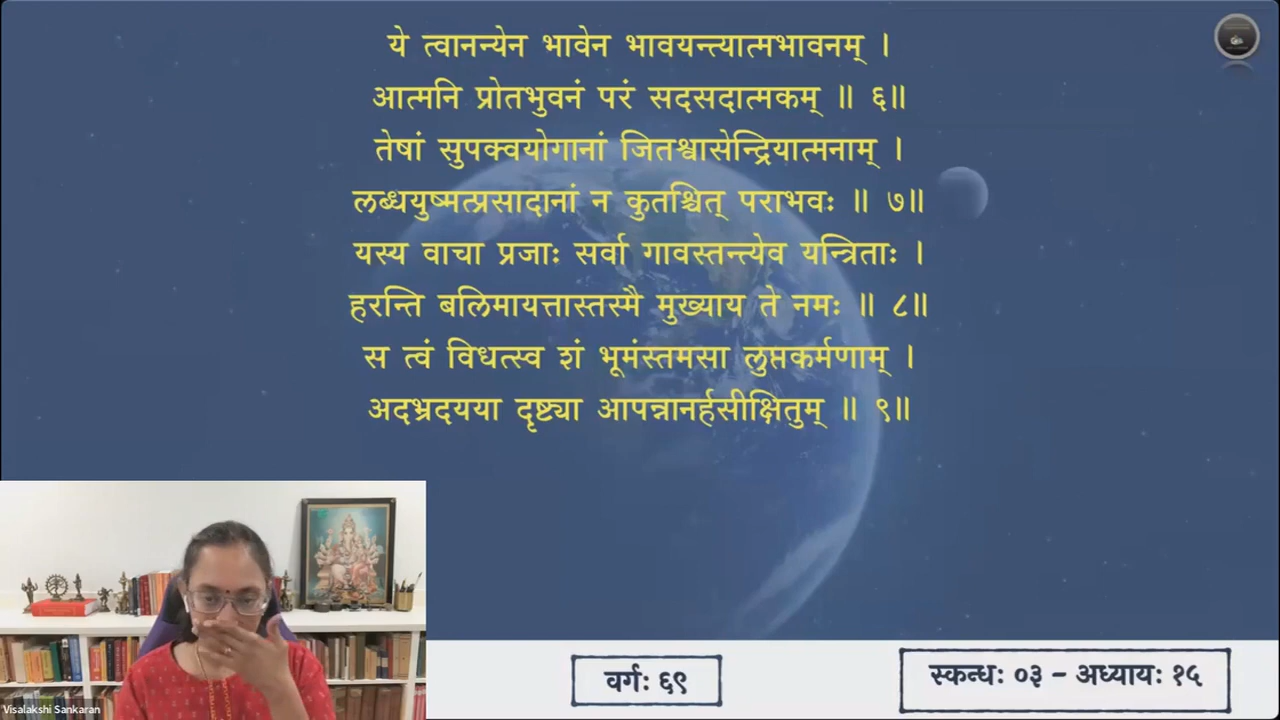 ये त्वानन्येन भावेन भावयन्त्यात्मभावनम् ।
आत्मनि प्रोतभुवनं परं सदसदात्मकम् ॥ ६॥
तेषां सुपक्वयोगानां जितश्वासेन्द्रियात्मनाम् ।
लब्धयुष्मत्प्रसादानां न कुतश्चित् पराभवः ॥ ७॥
यस्य वाचा प्रजाः सर्वा गावस्तन्त्येव यन्त्रिताः ।
हरन्ति बलिमायत्तास्तस्मै मुख्याय ते नमः ॥ ८॥
स त्वं विधत्स्व शं भूमंस्तमसा लुप्तकर्मणाम् ।
अदभ्रदयया दृष्ट्या आपन्नानर्हसीक्षितुम् ॥ ९॥
वर्गः ६९
स्कन्धः ०३ - अध्यायः १५
Visalakshi Sankaran